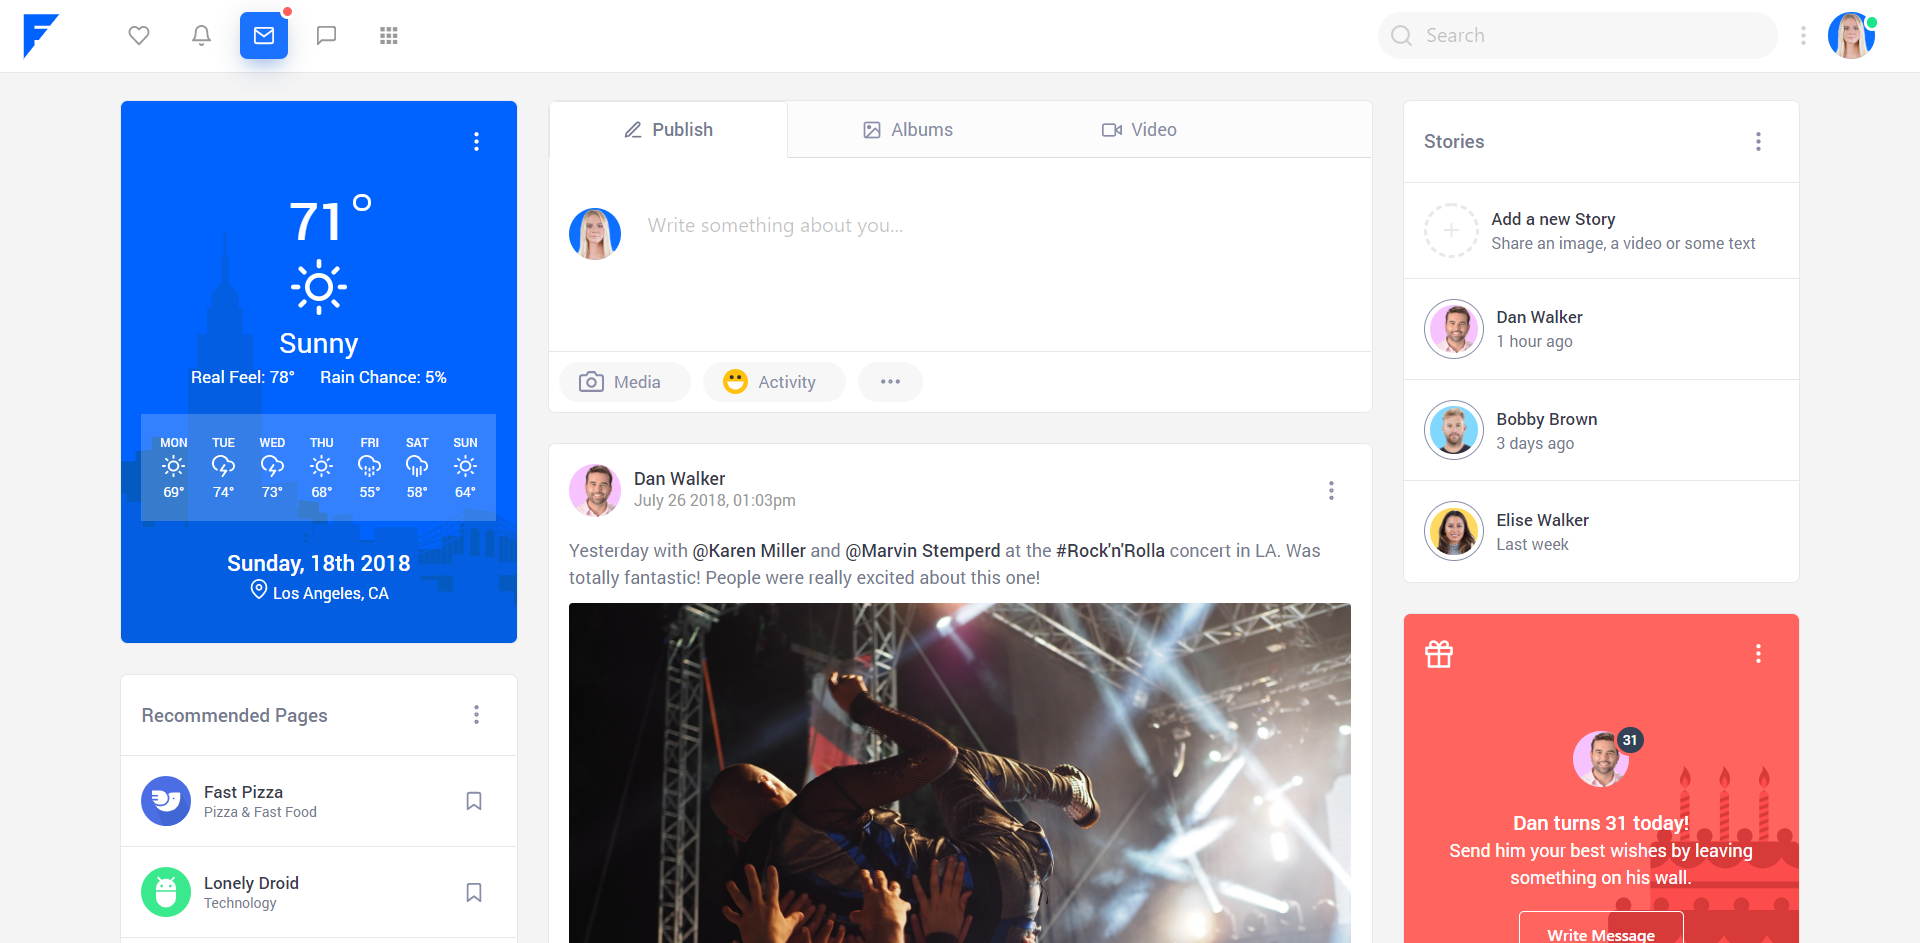 Search
71°
Sunny
Real Feel: 78° Rain Chance: 5%
MON TUE WED THU FRI SAT SUN
69° 74° 73° 68° 55° 58° 64°
Sunday, 18th 2018
Los Angeles, CA
Recommended Pages
Fast Pizza
Pizza & Fast Food
Lonely Droid
Technology
Publish Albums Video
Write something about you...
Media Activity
Dan Walker
July 26 2018, 01:03pm
Yesterday with @Karen Miller and @Marvin Stemperd at the #Rock'n'Rolla concert in LA. Was
totally fantastic! People were really excited about this one!
Stories
Add a new Story
Share an image, a video or some text
Dan Walker
1 hour ago
Bobby Brown
3 days ago
Elise Walker
Last week
31
Dan turns 31 today!
Send him your best wishes by leaving
something on his wall.
Write Message